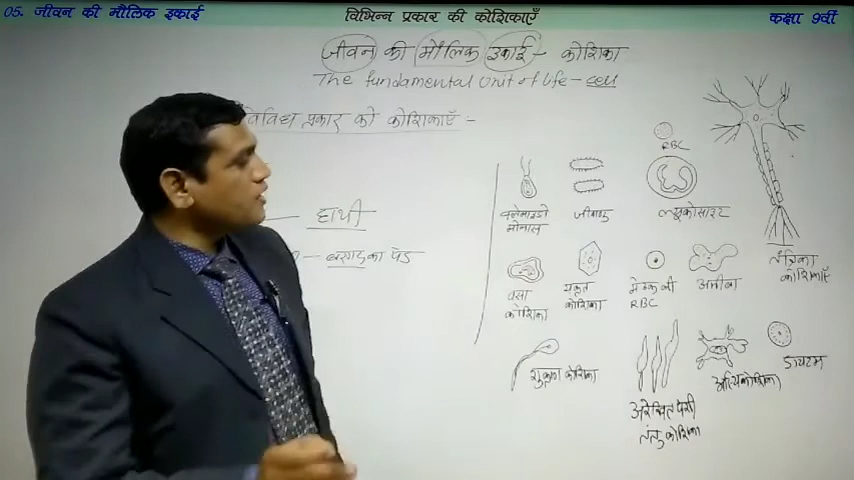 05. जीवन की मौलिक इकाई
विभिन्न प्रकार की कोशिकाएँ
कक्षा 9वीं
जीवन की मौलिक इकाई - कोशिका
The fundamental Unit of life - cell
विविध प्रकार की कोशिकाएँ -
हाथी
बरगद का पेड
RBC
जीवाणु
ल्यूकोसाइट
तंत्रिका
कोशिकाएँ
वसा
कोशिका
यकृत
कोशिका
मेंढक की
RBC
अमीबा
शुक्राणु कोशिका
अरेखित पेशी
तंतु कोशिका
अस्थिकोशिका
डायटम